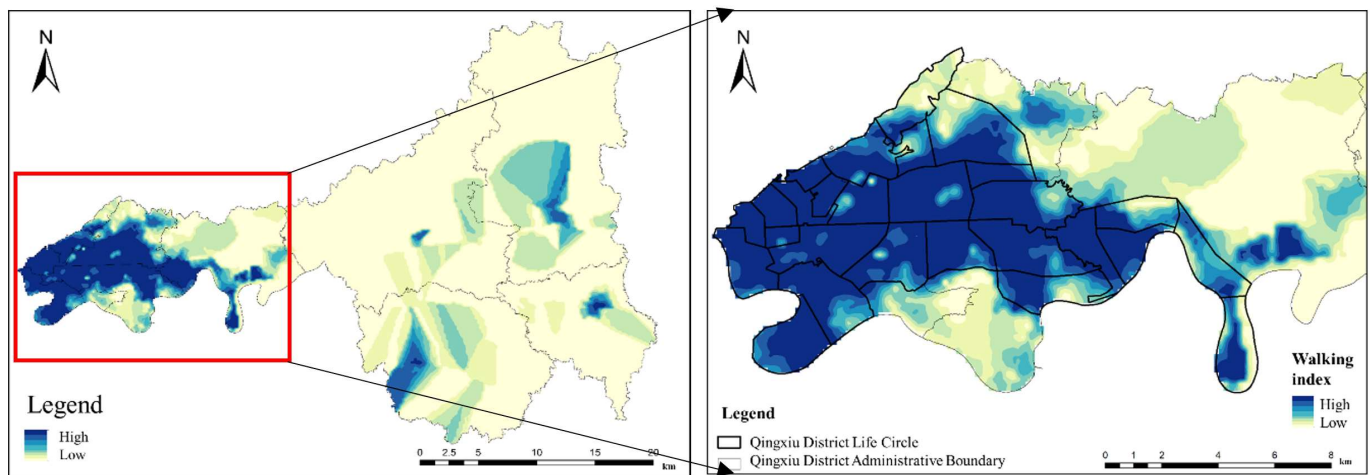 N
Legend
High
Low
0 2.5 5 10 15 20
km
N
Walking
index
High
Low
Legend
Qingxiu District Life Circle
Qingxiu District Administrative Boundary
0 2 4 6 8
km